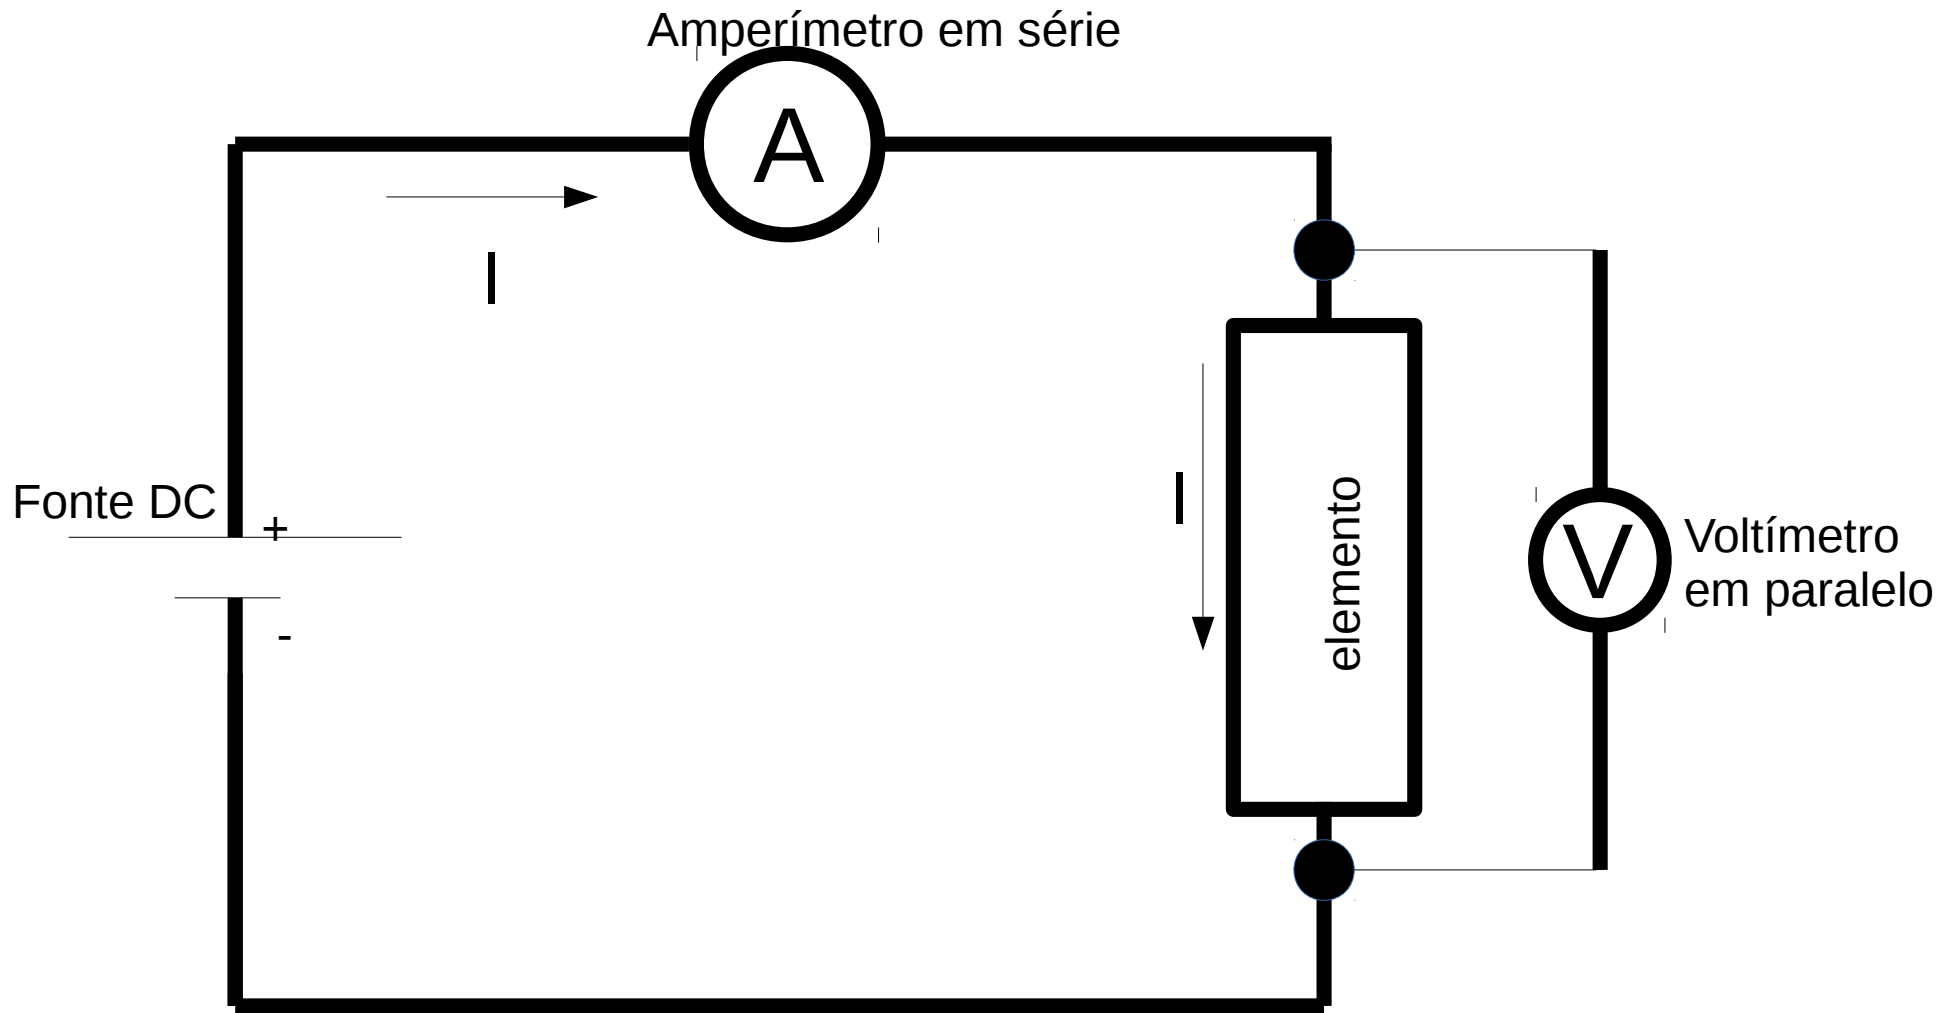 Amperímetro em série
A
I
Fonte DC
+
-
I
elemento
V
Voltímetro
em paralelo